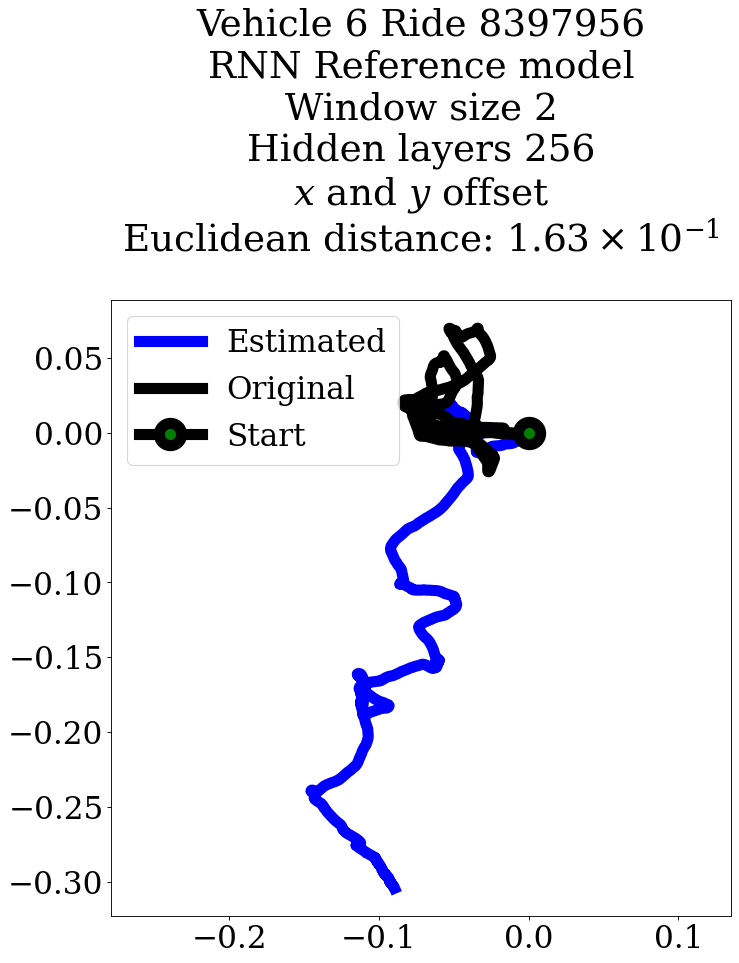 Vehicle 6 Ride 8397956
RNN Reference model
Window size 2
Hidden layers 256
x and y offset
Euclidean distance: 1.63 × 10⁻¹
Estimated
Original
Start
0.05
0.00
−0.05
−0.10
−0.15
−0.20
−0.25
−0.30
−0.2 −0.1 0.0 0.1